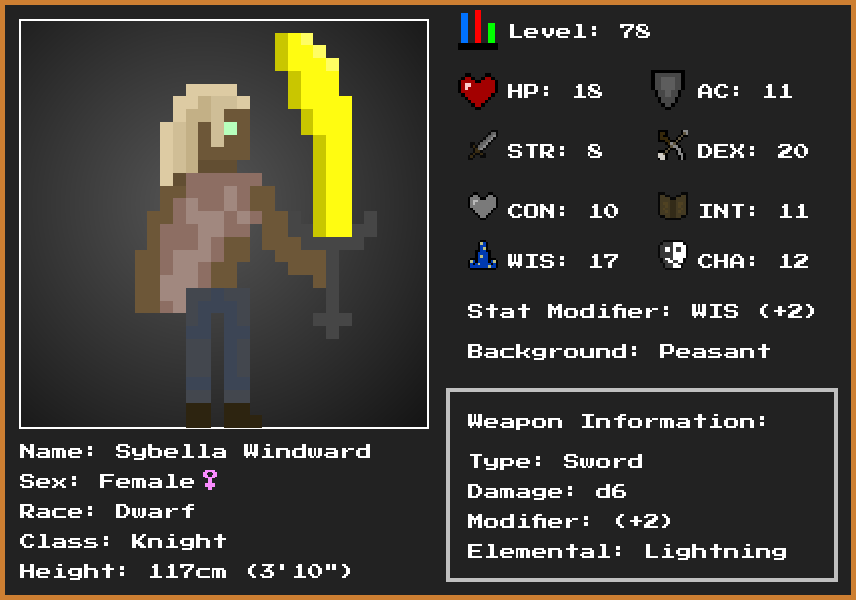 Level: 78
HP: 18
AC: 11
STR: 8
DEX: 20
CON: 10
INT: 11
WIS: 17
CHA: 12
Stat Modifier: WIS (+2)
Background: Peasant
Weapon Information:
Type: Sword
Damage: d6
Modifier: (+2)
Elemental: Lightning
Name: Sybella Windward
Sex: Female♀
Race: Dwarf
Class: Knight
Height: 117cm (3'10")